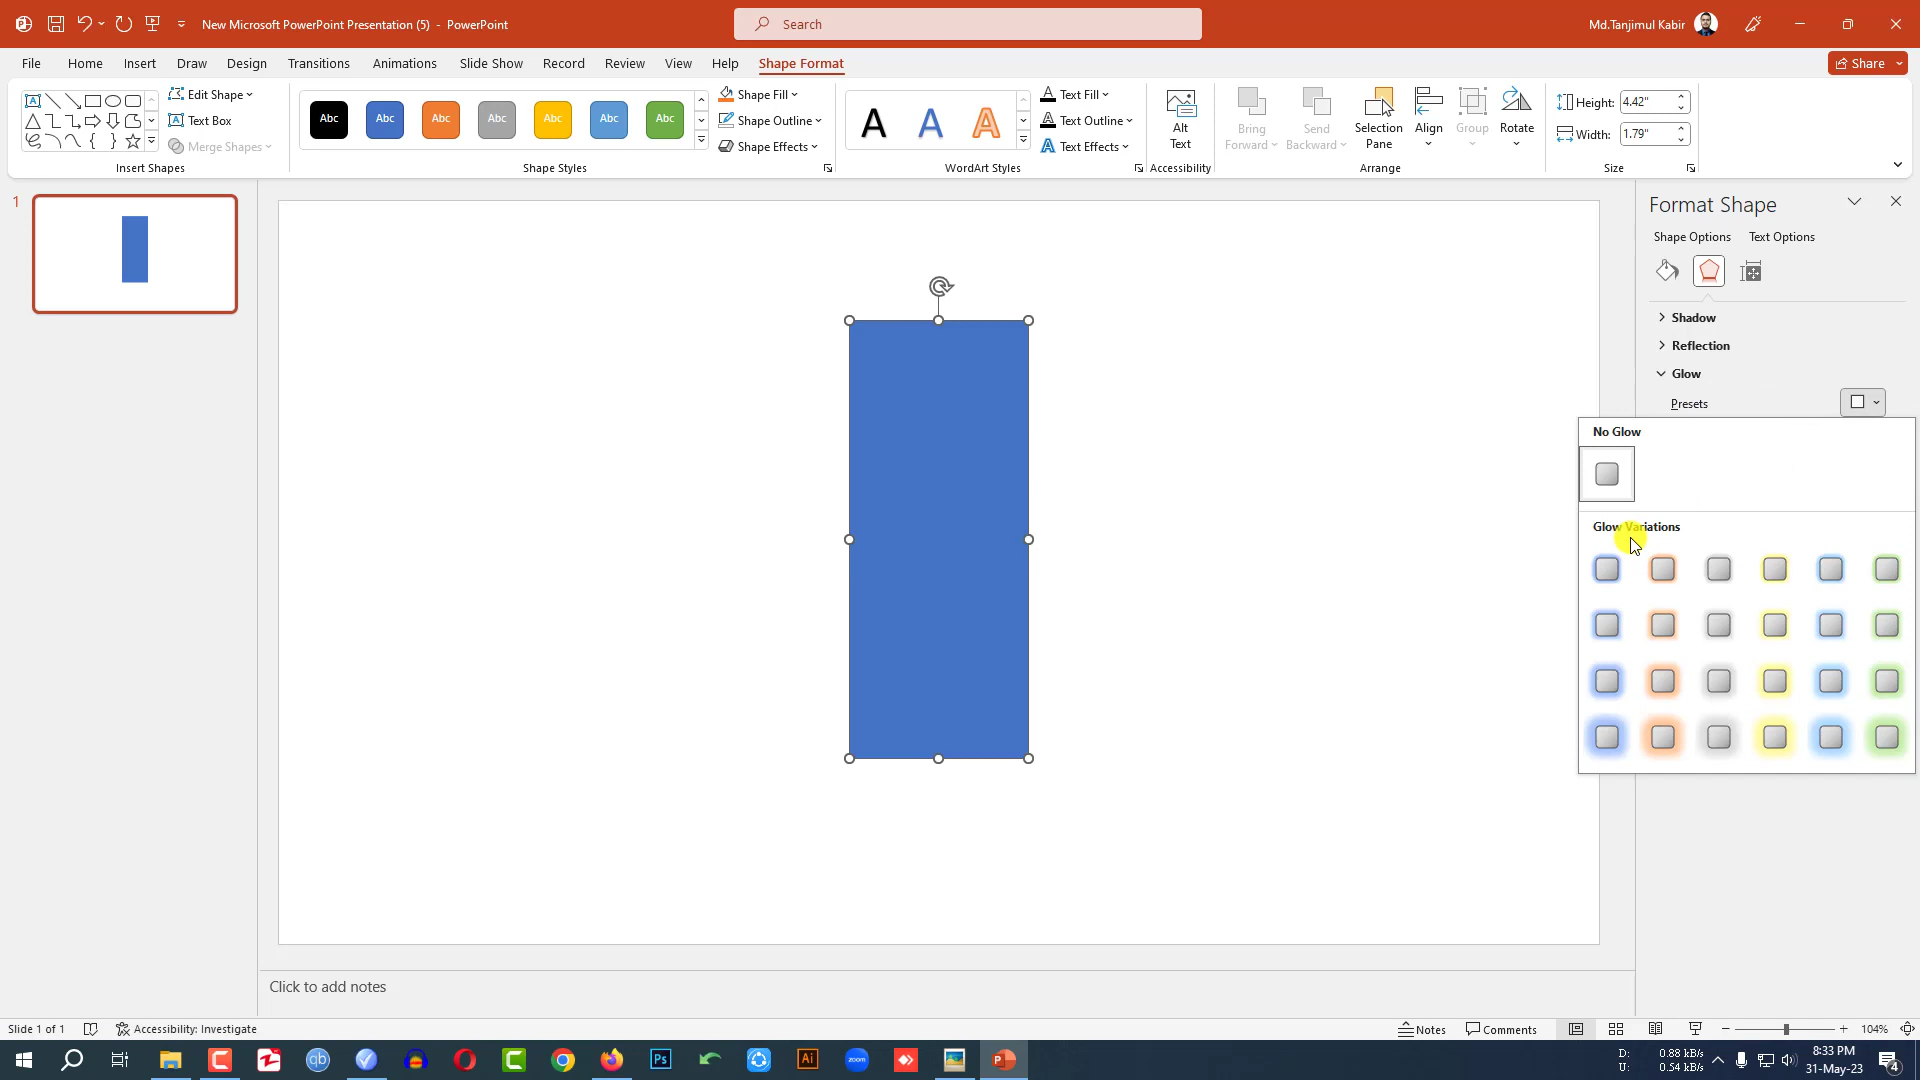 New Microsoft PowerPoint Presentation (5) - PowerPoint
Search
Md.Tanjimul Kabir
File Home Insert Draw Design Transitions Animations Slide Show Record Review View Help Shape Format
Share
Edit Shape
Text Box
Merge Shapes
Insert Shapes
Abc Abc Abc Abc Abc Abc Abc
Shape Fill
Shape Outline
Shape Effects
Shape Styles
A A A
Text Fill
Text Outline
Text Effects
WordArt Styles
Alt
Text
Accessibility
Bring
Forward
Send
Backward
Selection
Pane
Align
Group
Rotate
Arrange
Height: 4.42"
Width: 1.79"
Size
1
Format Shape
Shape Options Text Options
Shadow
Reflection
Glow
Presets
No Glow
Glow Variations
Click to add notes
Slide 1 of 1
Accessibility: Investigate
Notes
Comments
104%
qb
Ps
Ai
zoom
D: 0.88 kB/s
U: 0.54 kB/s
8:33 PM
31-May-23
4